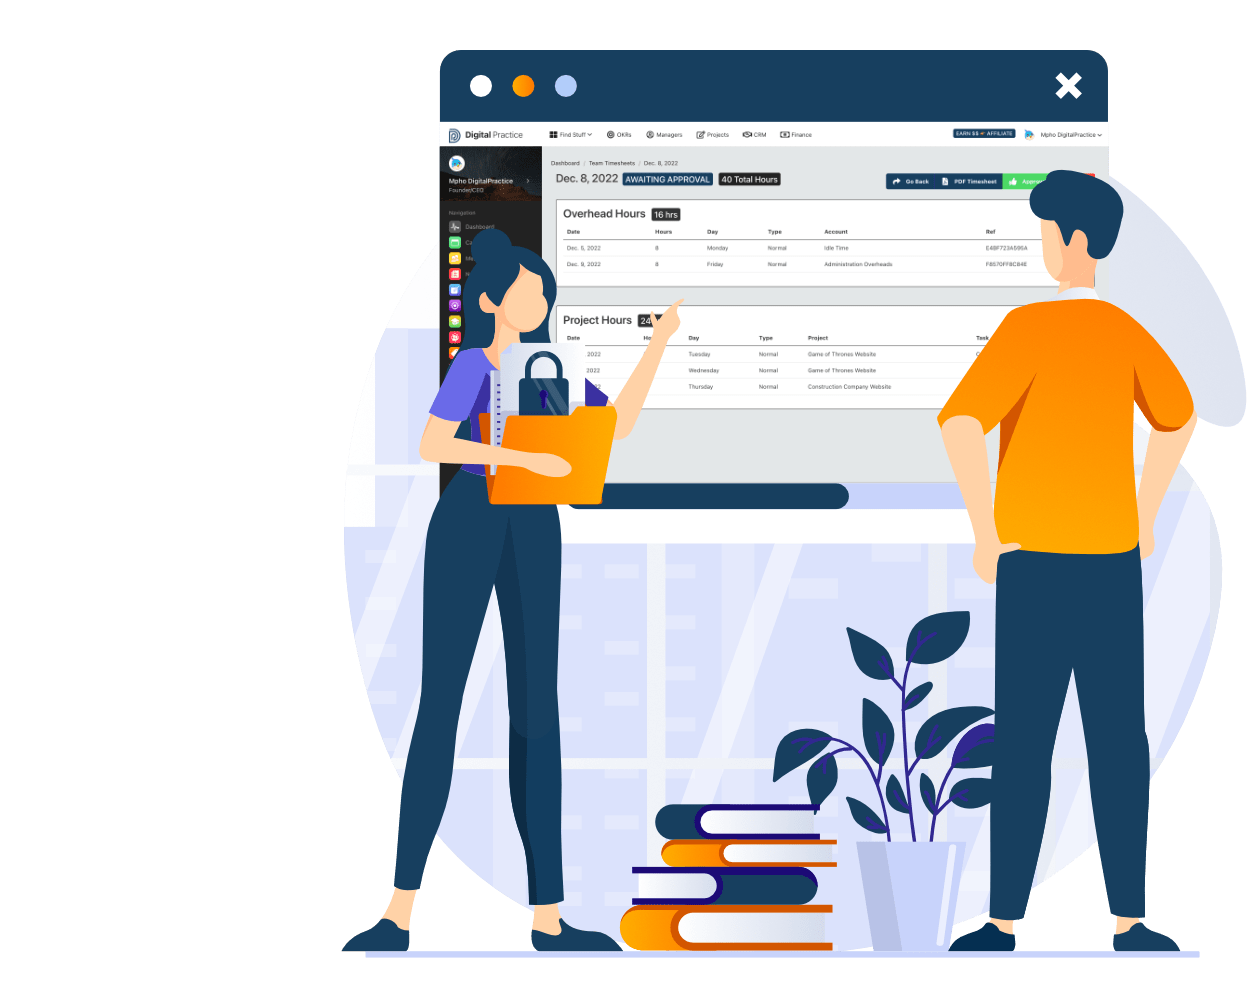 Digital Practice Find Stuff OKRs Managers Projects CRM Finance EARN $$ AFFILIATE Mpho DigitalPractice
Mpho DigitalPractice
Founder/CEO
Navigation
Dashboard
Dashboard / Team Timesheets / Dec. 8, 2022
Dec. 8, 2022 AWAITING APPROVAL 40 Total Hours Go Back PDF Timesheet
Overhead Hours 16 hrs
Date Hours Day Type Account Ref
Dec. 5, 2022 8 Monday Normal Idle Time E48F723A595A
Dec. 9, 2022 8 Friday Normal Administration Overheads F8570FF8C84E
Project Hours 24
Date Day Type Project Task
2022 Tuesday Normal Game of Thrones Website
2022 Wednesday Normal Game of Thrones Website
Thursday Normal Construction Company Website